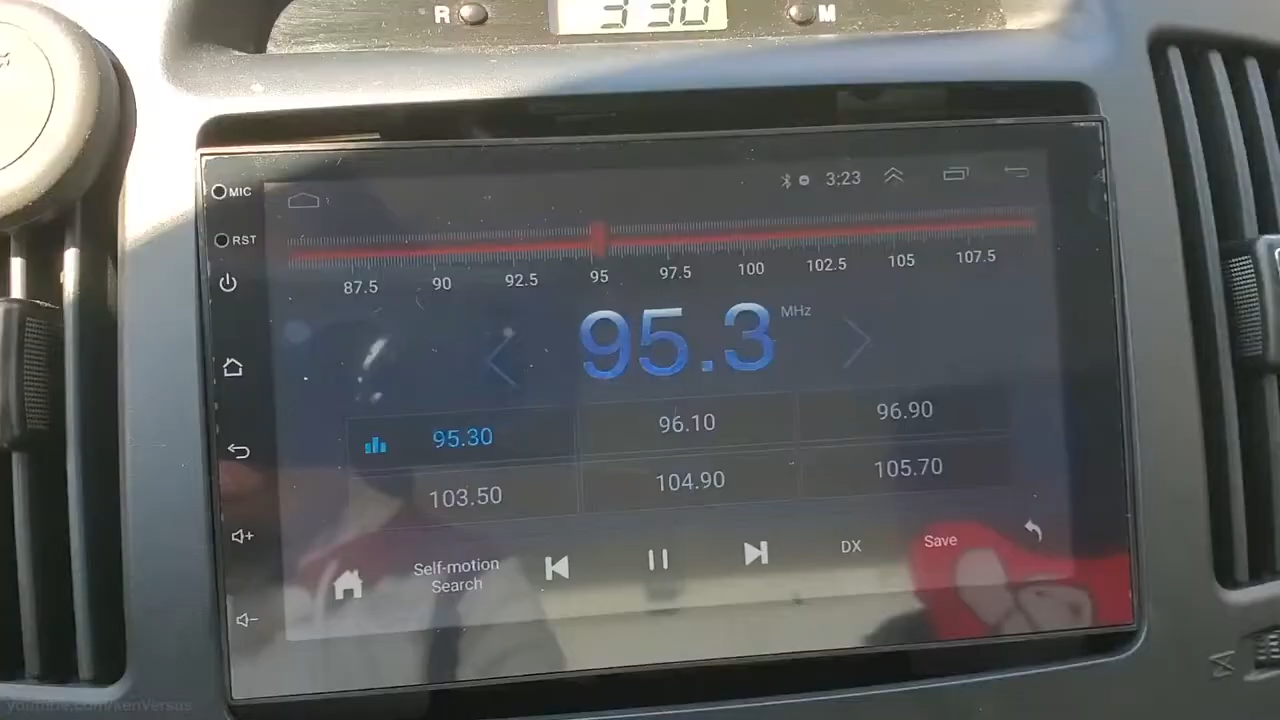 R 3 30 M
MIC
RST
3:23
87.5 90 92.5 95 97.5 100 102.5 105 107.5
95.3 MHz
95.30 96.10 96.90
103.50 104.90 105.70
Self-motion
Search
DX
Save
youtube.com/kenVersus